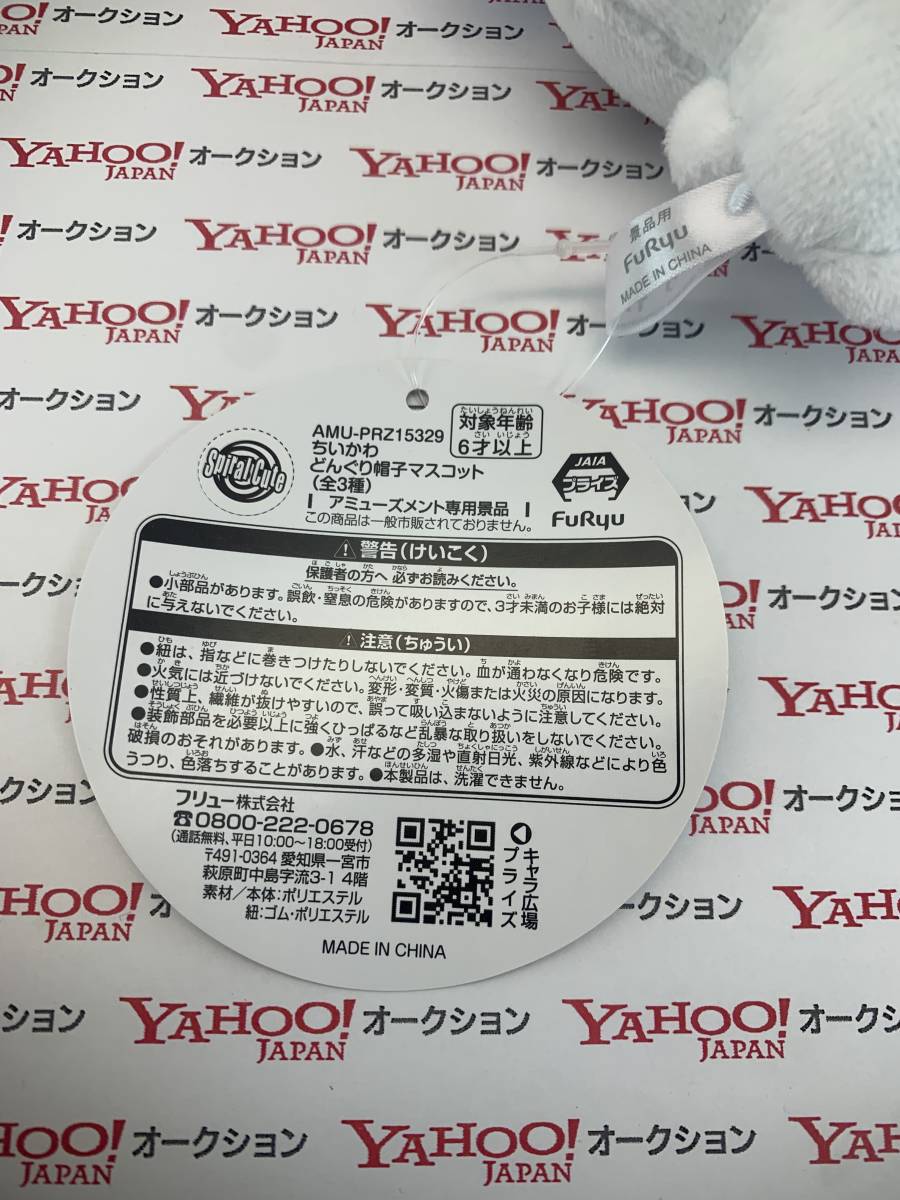 YAHOO! オークション
JAPAN
景品用
FuRyu
MADE IN CHINA
Spiral Cute
AMU-PRZ15329
ちいかわ
どんぐり帽子マスコット
(全3種)
対象年齢
たいしょうねんれい
6才以上
さい いじょう
JAIA
プライズ
FuRyu
| アミューズメント専用景品 |
この商品は一般市販されておりません。
⚠ 警告(けいこく)
保護者の方へ 必ずお読みください。
●小部品があります。誤飲・窒息の危険がありますので、3才未満のお子様には絶対
に与えないでください。
⚠ 注意(ちゅうい)
●紐は、指などに巻きつけたりしないでください。血が通わなくなり危険です。
●火気には近づけないでください。変形・変質・火傷または火災の原因になります。
●性質上、繊維が抜けやすいので、誤って吸い込まないように注意してください。
●装飾部品を必要以上に強くひっぱるなど乱暴な取り扱いをしないでください。
破損のおそれがあります。●水、汗などの多湿や直射日光、紫外線などにより色
うつり、色落ちすることがあります。●本製品は、洗濯できません。
フリュー株式会社
☎0800-222-0678
(通話無料、平日10:00〜18:00受付)
〒491-0364 愛知県一宮市
萩原町中島字流3-1 4階
素材/本体:ポリエステル
紐:ゴム・ポリエステル
キャラ広場
プライズ
MADE IN CHINA